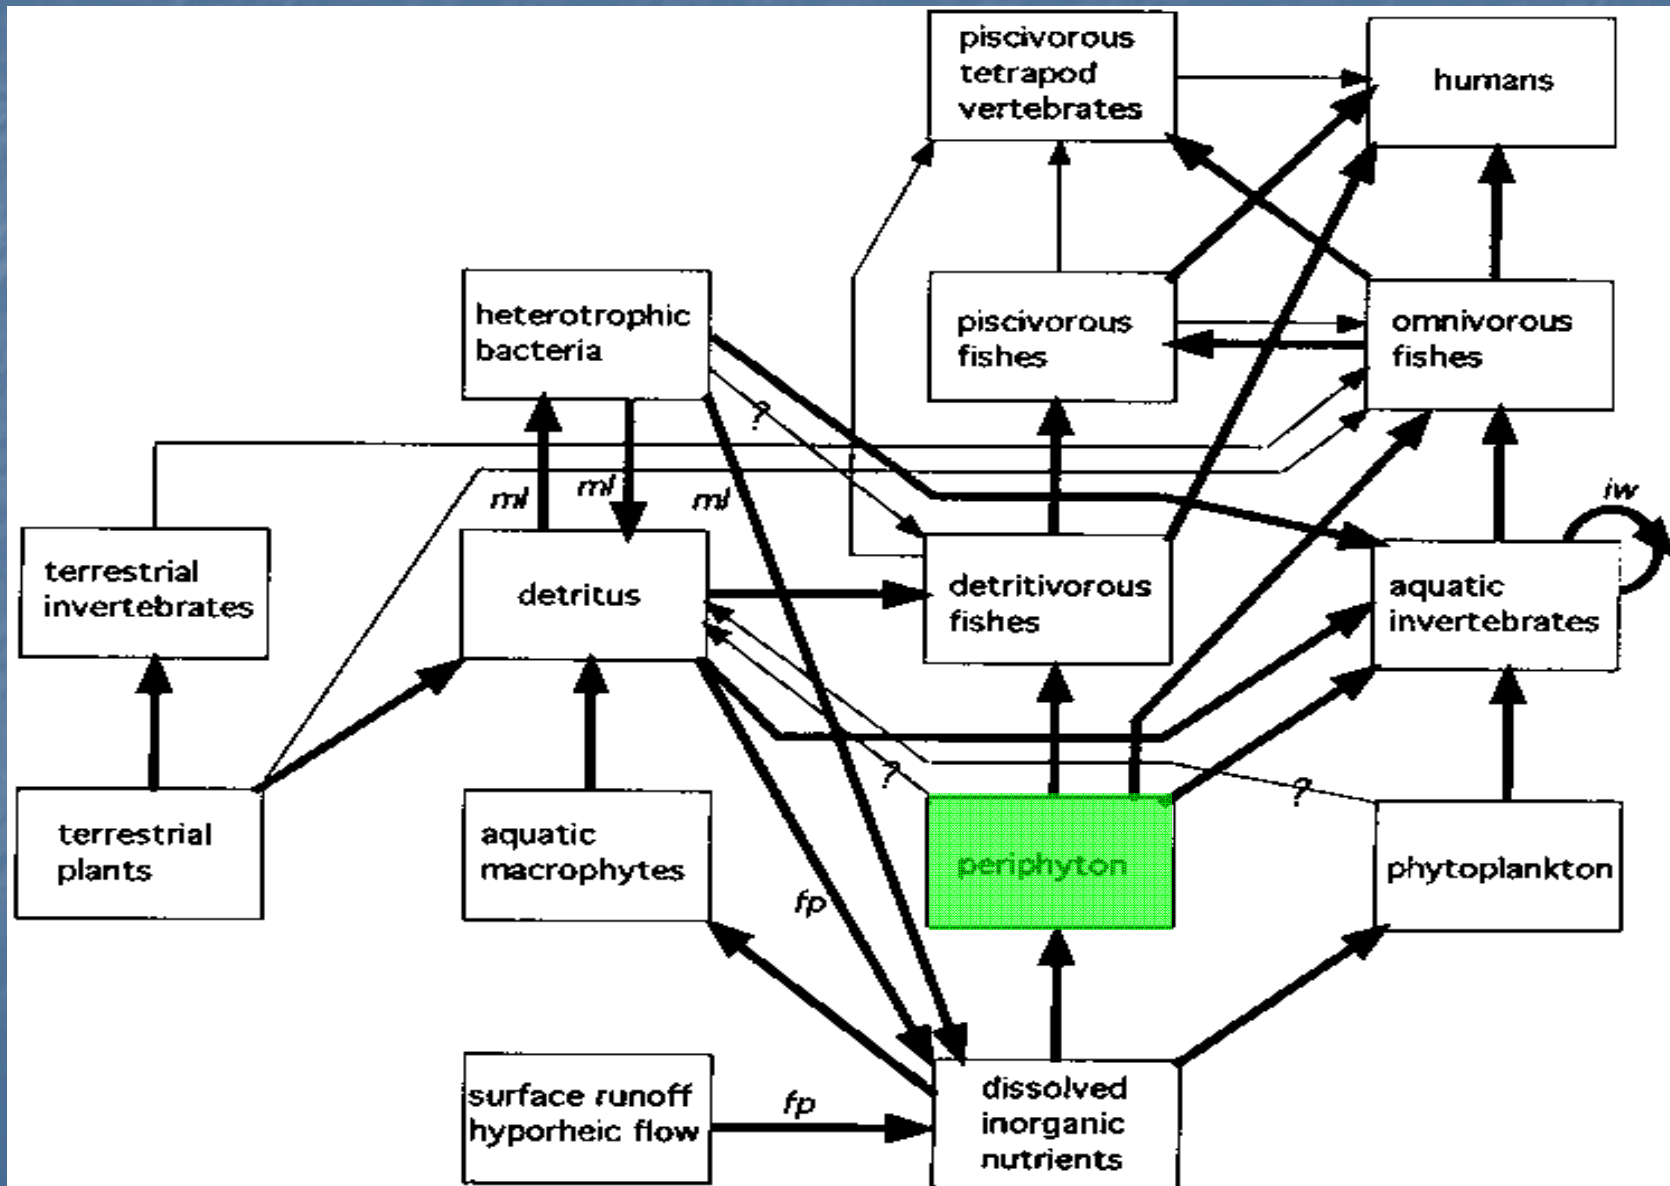 piscivorous
tetrapod
vertebrates
humans
heterotrophic
bacteria
piscivorous
fishes
omnivorous
fishes
?
ml
ml
ml
iw
terrestrial
invertebrates
detritus
detritivorous
fishes
aquatic
invertebrates
?
?
terrestrial
plants
aquatic
macrophytes
periphyton
phytoplankton
fp
surface runoff
hyporheic flow
fp
dissolved
inorganic
nutrients